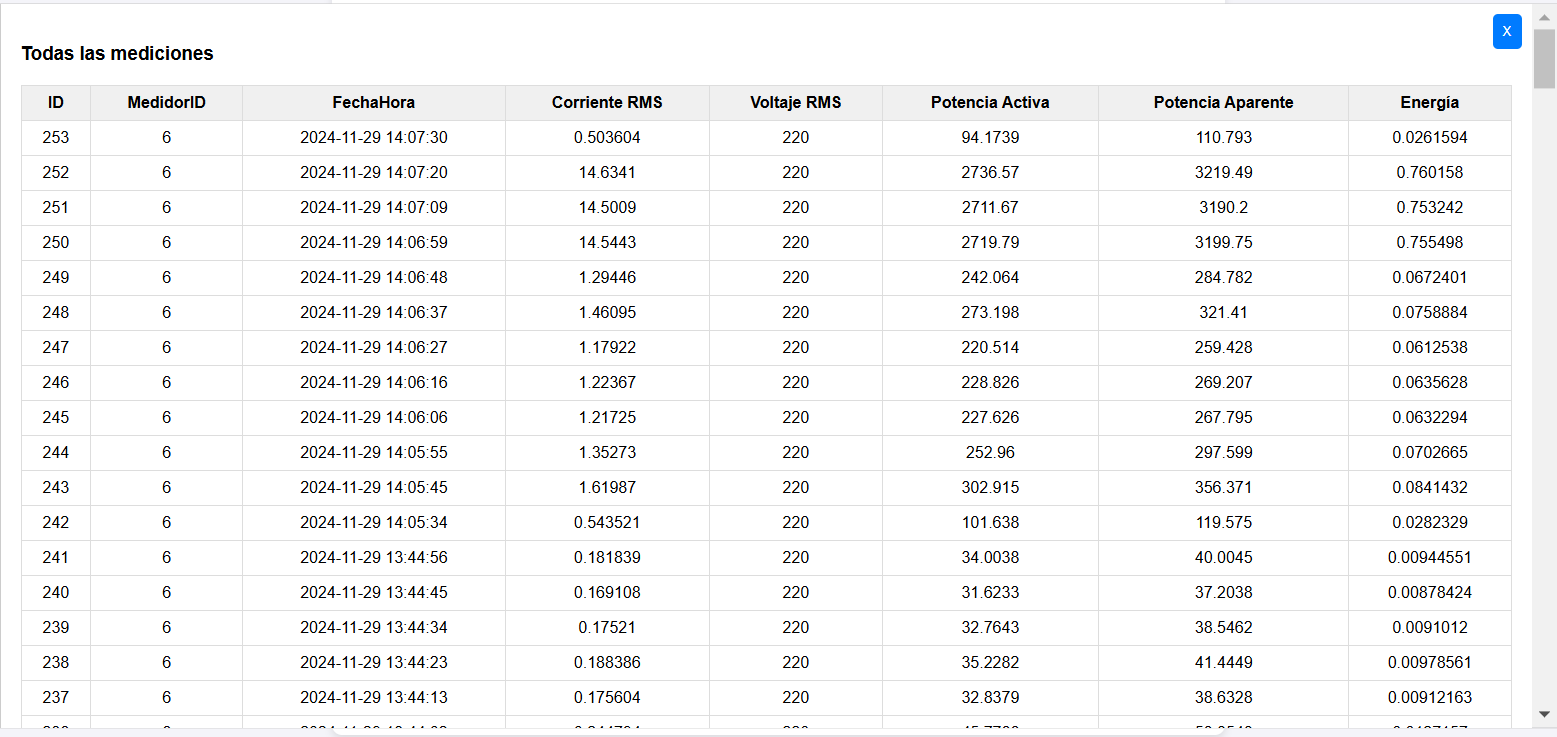 X
Todas las mediciones
ID MedidorID FechaHora Corriente RMS Voltaje RMS Potencia Activa Potencia Aparente Energía
253 6 2024-11-29 14:07:30 0.503604 220 94.1739 110.793 0.0261594
252 6 2024-11-29 14:07:20 14.6341 220 2736.57 3219.49 0.760158
251 6 2024-11-29 14:07:09 14.5009 220 2711.67 3190.2 0.753242
250 6 2024-11-29 14:06:59 14.5443 220 2719.79 3199.75 0.755498
249 6 2024-11-29 14:06:48 1.29446 220 242.064 284.782 0.0672401
248 6 2024-11-29 14:06:37 1.46095 220 273.198 321.41 0.0758884
247 6 2024-11-29 14:06:27 1.17922 220 220.514 259.428 0.0612538
246 6 2024-11-29 14:06:16 1.22367 220 228.826 269.207 0.0635628
245 6 2024-11-29 14:06:06 1.21725 220 227.626 267.795 0.0632294
244 6 2024-11-29 14:05:55 1.35273 220 252.96 297.599 0.0702665
243 6 2024-11-29 14:05:45 1.61987 220 302.915 356.371 0.0841432
242 6 2024-11-29 14:05:34 0.543521 220 101.638 119.575 0.0282329
241 6 2024-11-29 13:44:56 0.181839 220 34.0038 40.0045 0.00944551
240 6 2024-11-29 13:44:45 0.169108 220 31.6233 37.2038 0.00878424
239 6 2024-11-29 13:44:34 0.17521 220 32.7643 38.5462 0.0091012
238 6 2024-11-29 13:44:23 0.188386 220 35.2282 41.4449 0.00978561
237 6 2024-11-29 13:44:13 0.175604 220 32.8379 38.6328 0.00912163